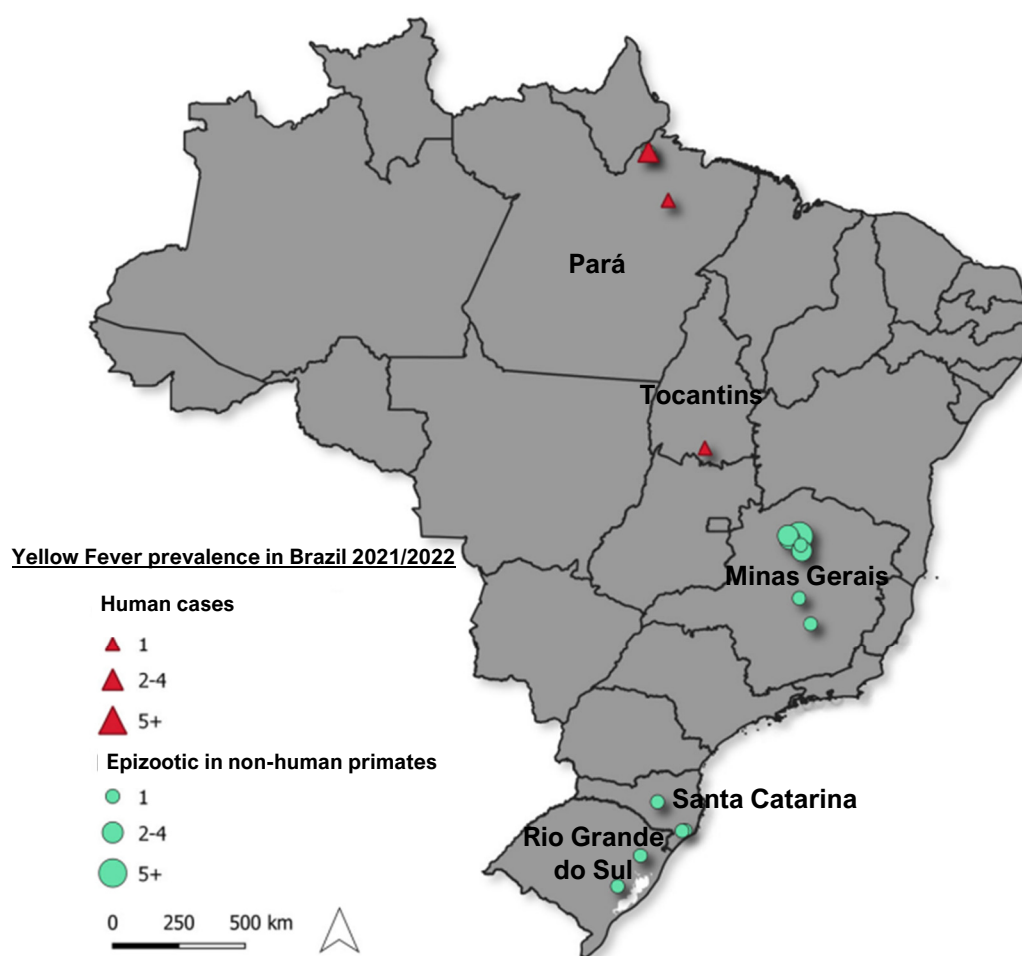 Pará
Tocantins
Minas Gerais
Santa Catarina
Rio Grande
do Sul
Yellow Fever prevalence in Brazil 2021/2022
Human cases
1
2-4
5+
Epizootic in non-human primates
1
2-4
5+
0 250 500 km